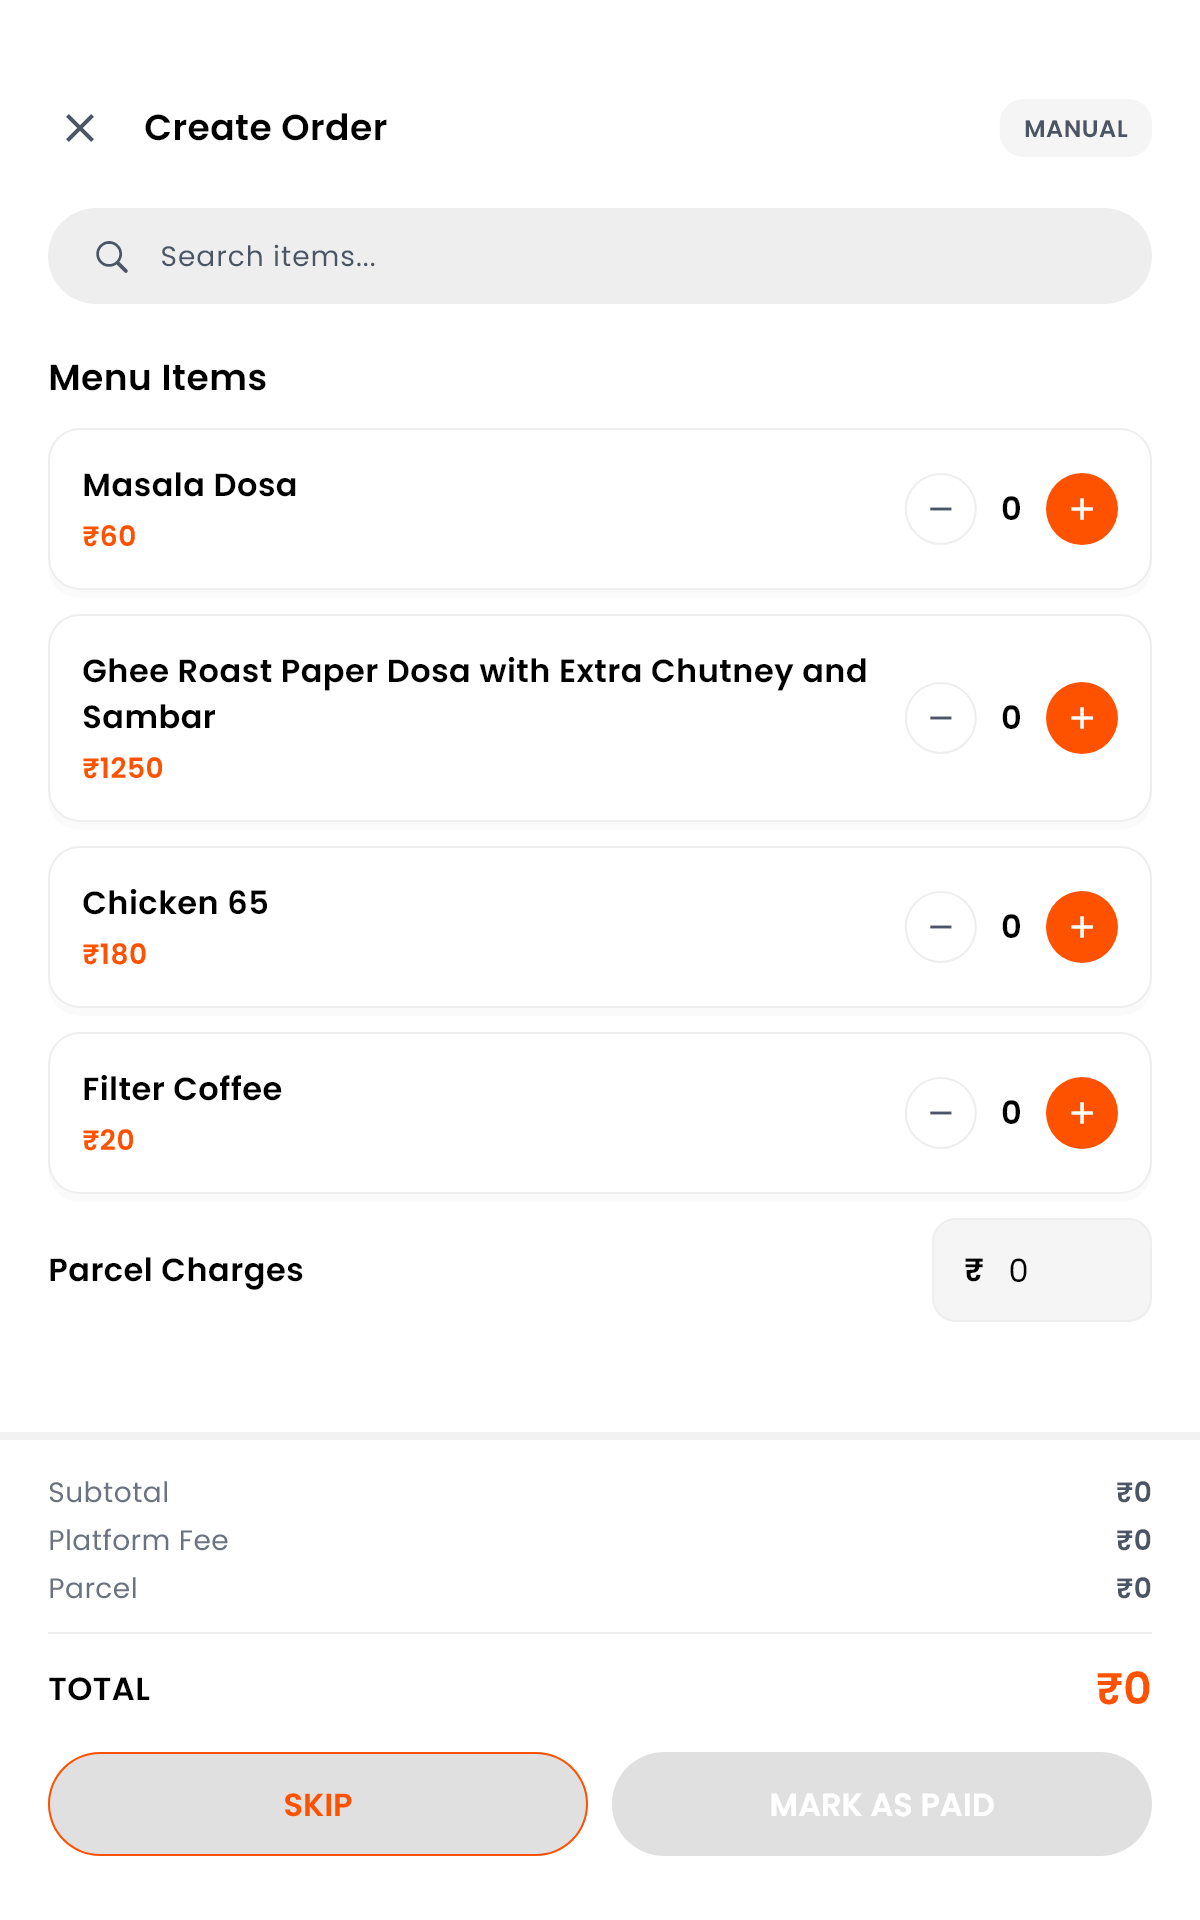 Create Order
MANUAL
Search items...
Menu Items
Masala Dosa
₹60
0
Ghee Roast Paper Dosa with Extra Chutney and
Sambar
₹1250
0
Chicken 65
₹180
0
Filter Coffee
₹20
0
Parcel Charges
₹ 0
Subtotal ₹0
Platform Fee ₹0
Parcel ₹0
TOTAL ₹0
SKIP
MARK AS PAID